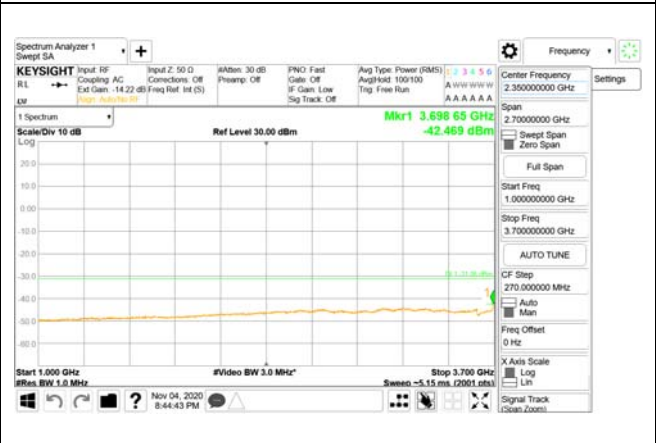 Spectrum Analyzer 1
Swept SA
Frequency
KEYSIGHT
RL
Input: RF
Coupling: AC
Ext Gain: -14.22 dB
Align: Auto/No RF
Input Z: 50 Ω
Corrections: Off
Freq Ref: Int (S)
#Atten: 30 dB
Preamp: Off
PNO: Fast
Gate: Off
IF Gain: Low
Sig Track: Off
Avg Type: Power (RMS)
Avg|Hold: 100/100
Trig: Free Run
1 2 3 4 5 6
A W W W W W
A A A A A A
Center Frequency
2.350000000 GHz
Settings
Span
2.70000000 GHz
Swept Span
Zero Span
Full Span
Start Freq
1.000000000 GHz
Stop Freq
3.700000000 GHz
AUTO TUNE
CF Step
270.000000 MHz
Auto
Man
Freq Offset
0 Hz
X Axis Scale
Log
Lin
Signal Track
(Span Zoom)
1 Spectrum
Scale/Div 10 dB
Ref Level 30.00 dBm
Mkr1 3.698 65 GHz
-42.469 dBm
Log
20.0
10.0
0.00
-10.0
-20.0
-30.0
-40.0
-50.0
-60.0
1
Start 1.000 GHz
#Video BW 3.0 MHz*
Stop 3.700 GHz
#Res BW 1.0 MHz
Sweep ~5.15 ms (2001 pts)
Nov 04, 2020
8:44:43 PM